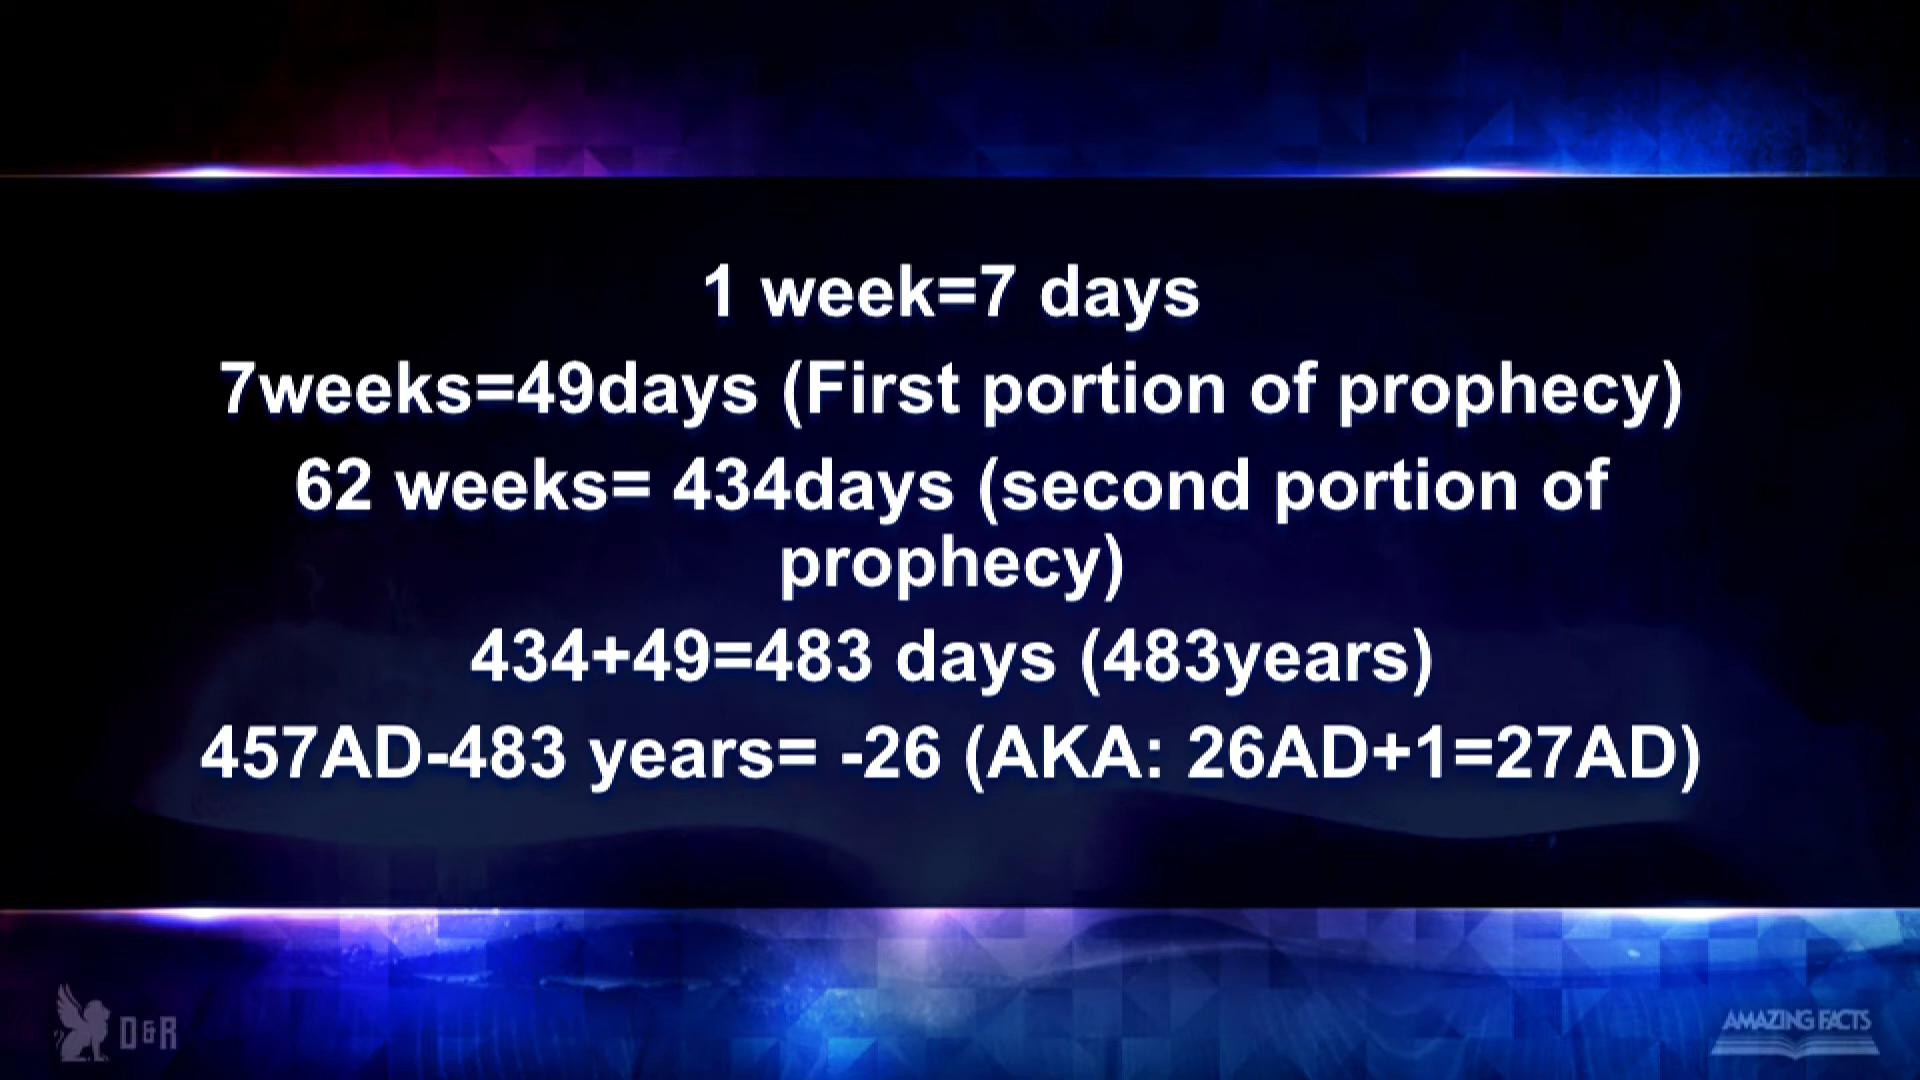 1 week=7 days
7weeks=49days (First portion of prophecy)
62 weeks= 434days (second portion of
prophecy)
434+49=483 days (483years)
457AD-483 years= -26 (AKA: 26AD+1=27AD)
D&R
AMAZING FACTS